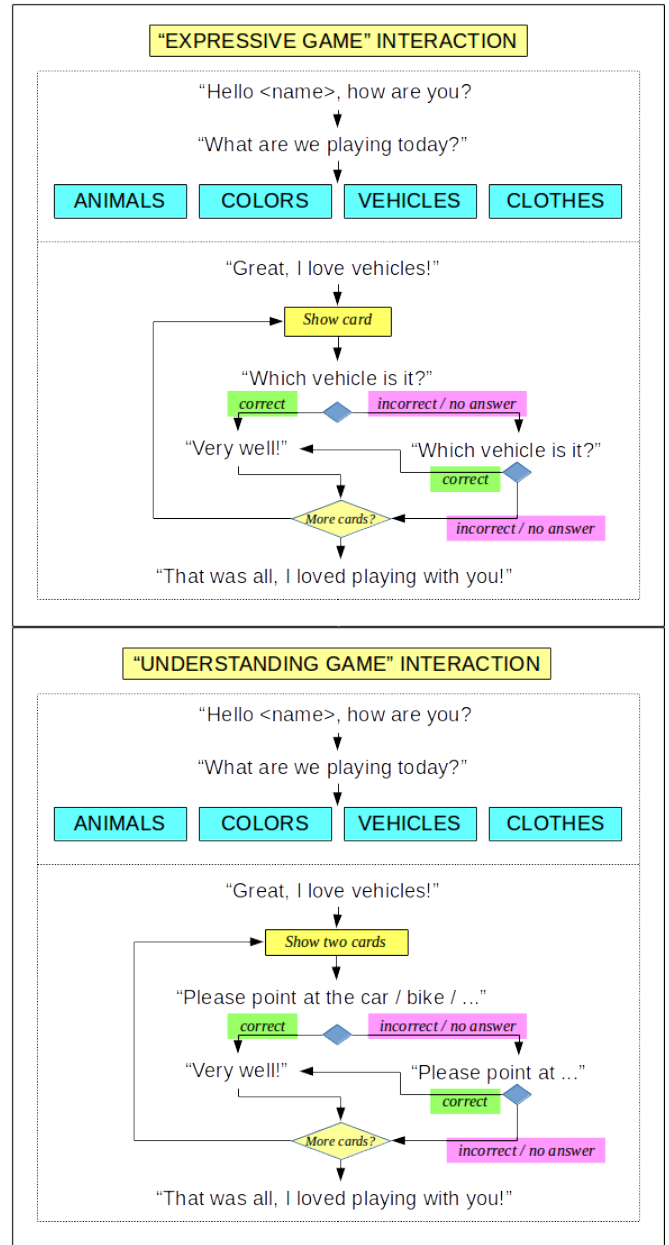 “EXPRESSIVE GAME” INTERACTION
“Hello <name>, how are you?
“What are we playing today?”
ANIMALS COLORS VEHICLES CLOTHES
“Great, I love vehicles!”
Show card
“Which vehicle is it?”
correct incorrect / no answer
“Very well!” “Which vehicle is it?”
correct
More cards?
incorrect / no answer
“That was all, I loved playing with you!”
“UNDERSTANDING GAME” INTERACTION
“Hello <name>, how are you?
“What are we playing today?”
ANIMALS COLORS VEHICLES CLOTHES
“Great, I love vehicles!”
Show two cards
“Please point at the car / bike / ...”
correct incorrect / no answer
“Very well!” “Please point at ...”
correct
More cards?
incorrect / no answer
“That was all, I loved playing with you!”